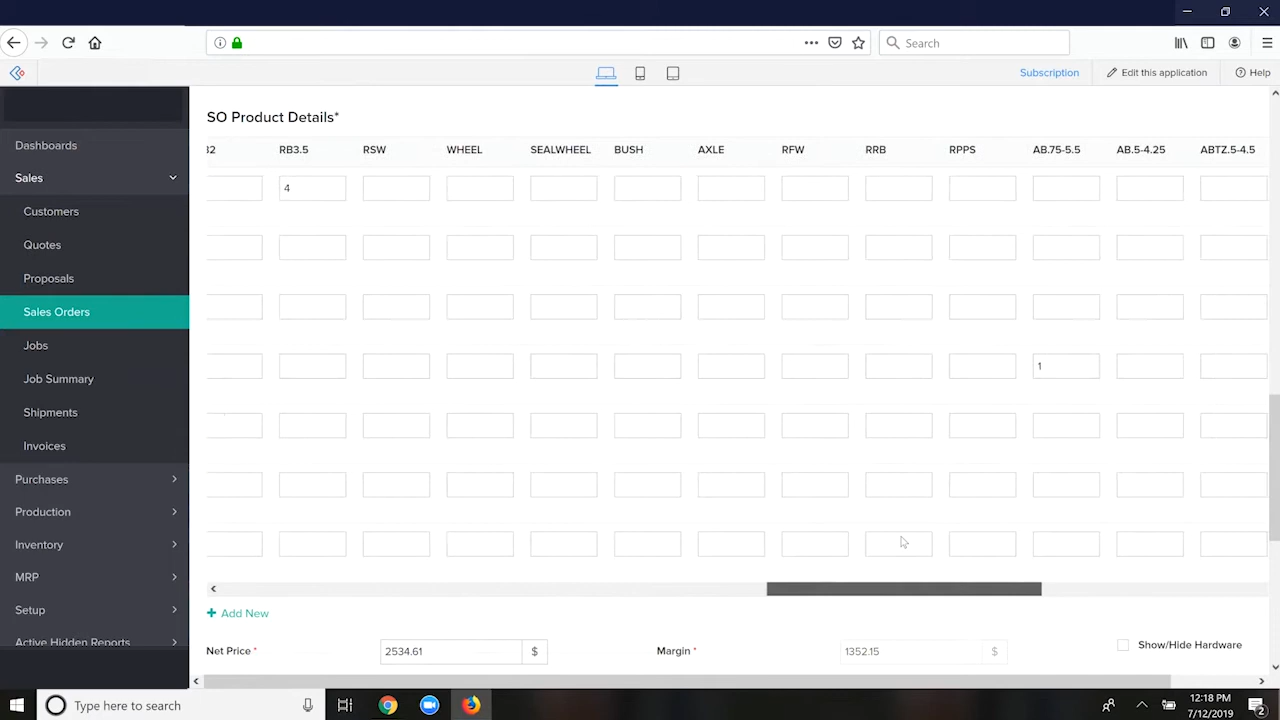 Search
Subscription
Edit this application
Help
Dashboards
Sales
Customers
Quotes
Proposals
Sales Orders
Jobs
Job Summary
Shipments
Invoices
Purchases
Production
Inventory
MRP
Setup
Active Hidden Reports
SO Product Details*
32 RB3.5 RSW WHEEL SEALWHEEL BUSH AXLE RFW RRB RPPS AB.75-5.5 AB.5-4.25 ABTZ.5-4.5
4
1
+ Add New
Net Price * 2534.61 $ Margin * 1352.15 $ Show/Hide Hardware
Type here to search
12:18 PM
7/12/2019
2